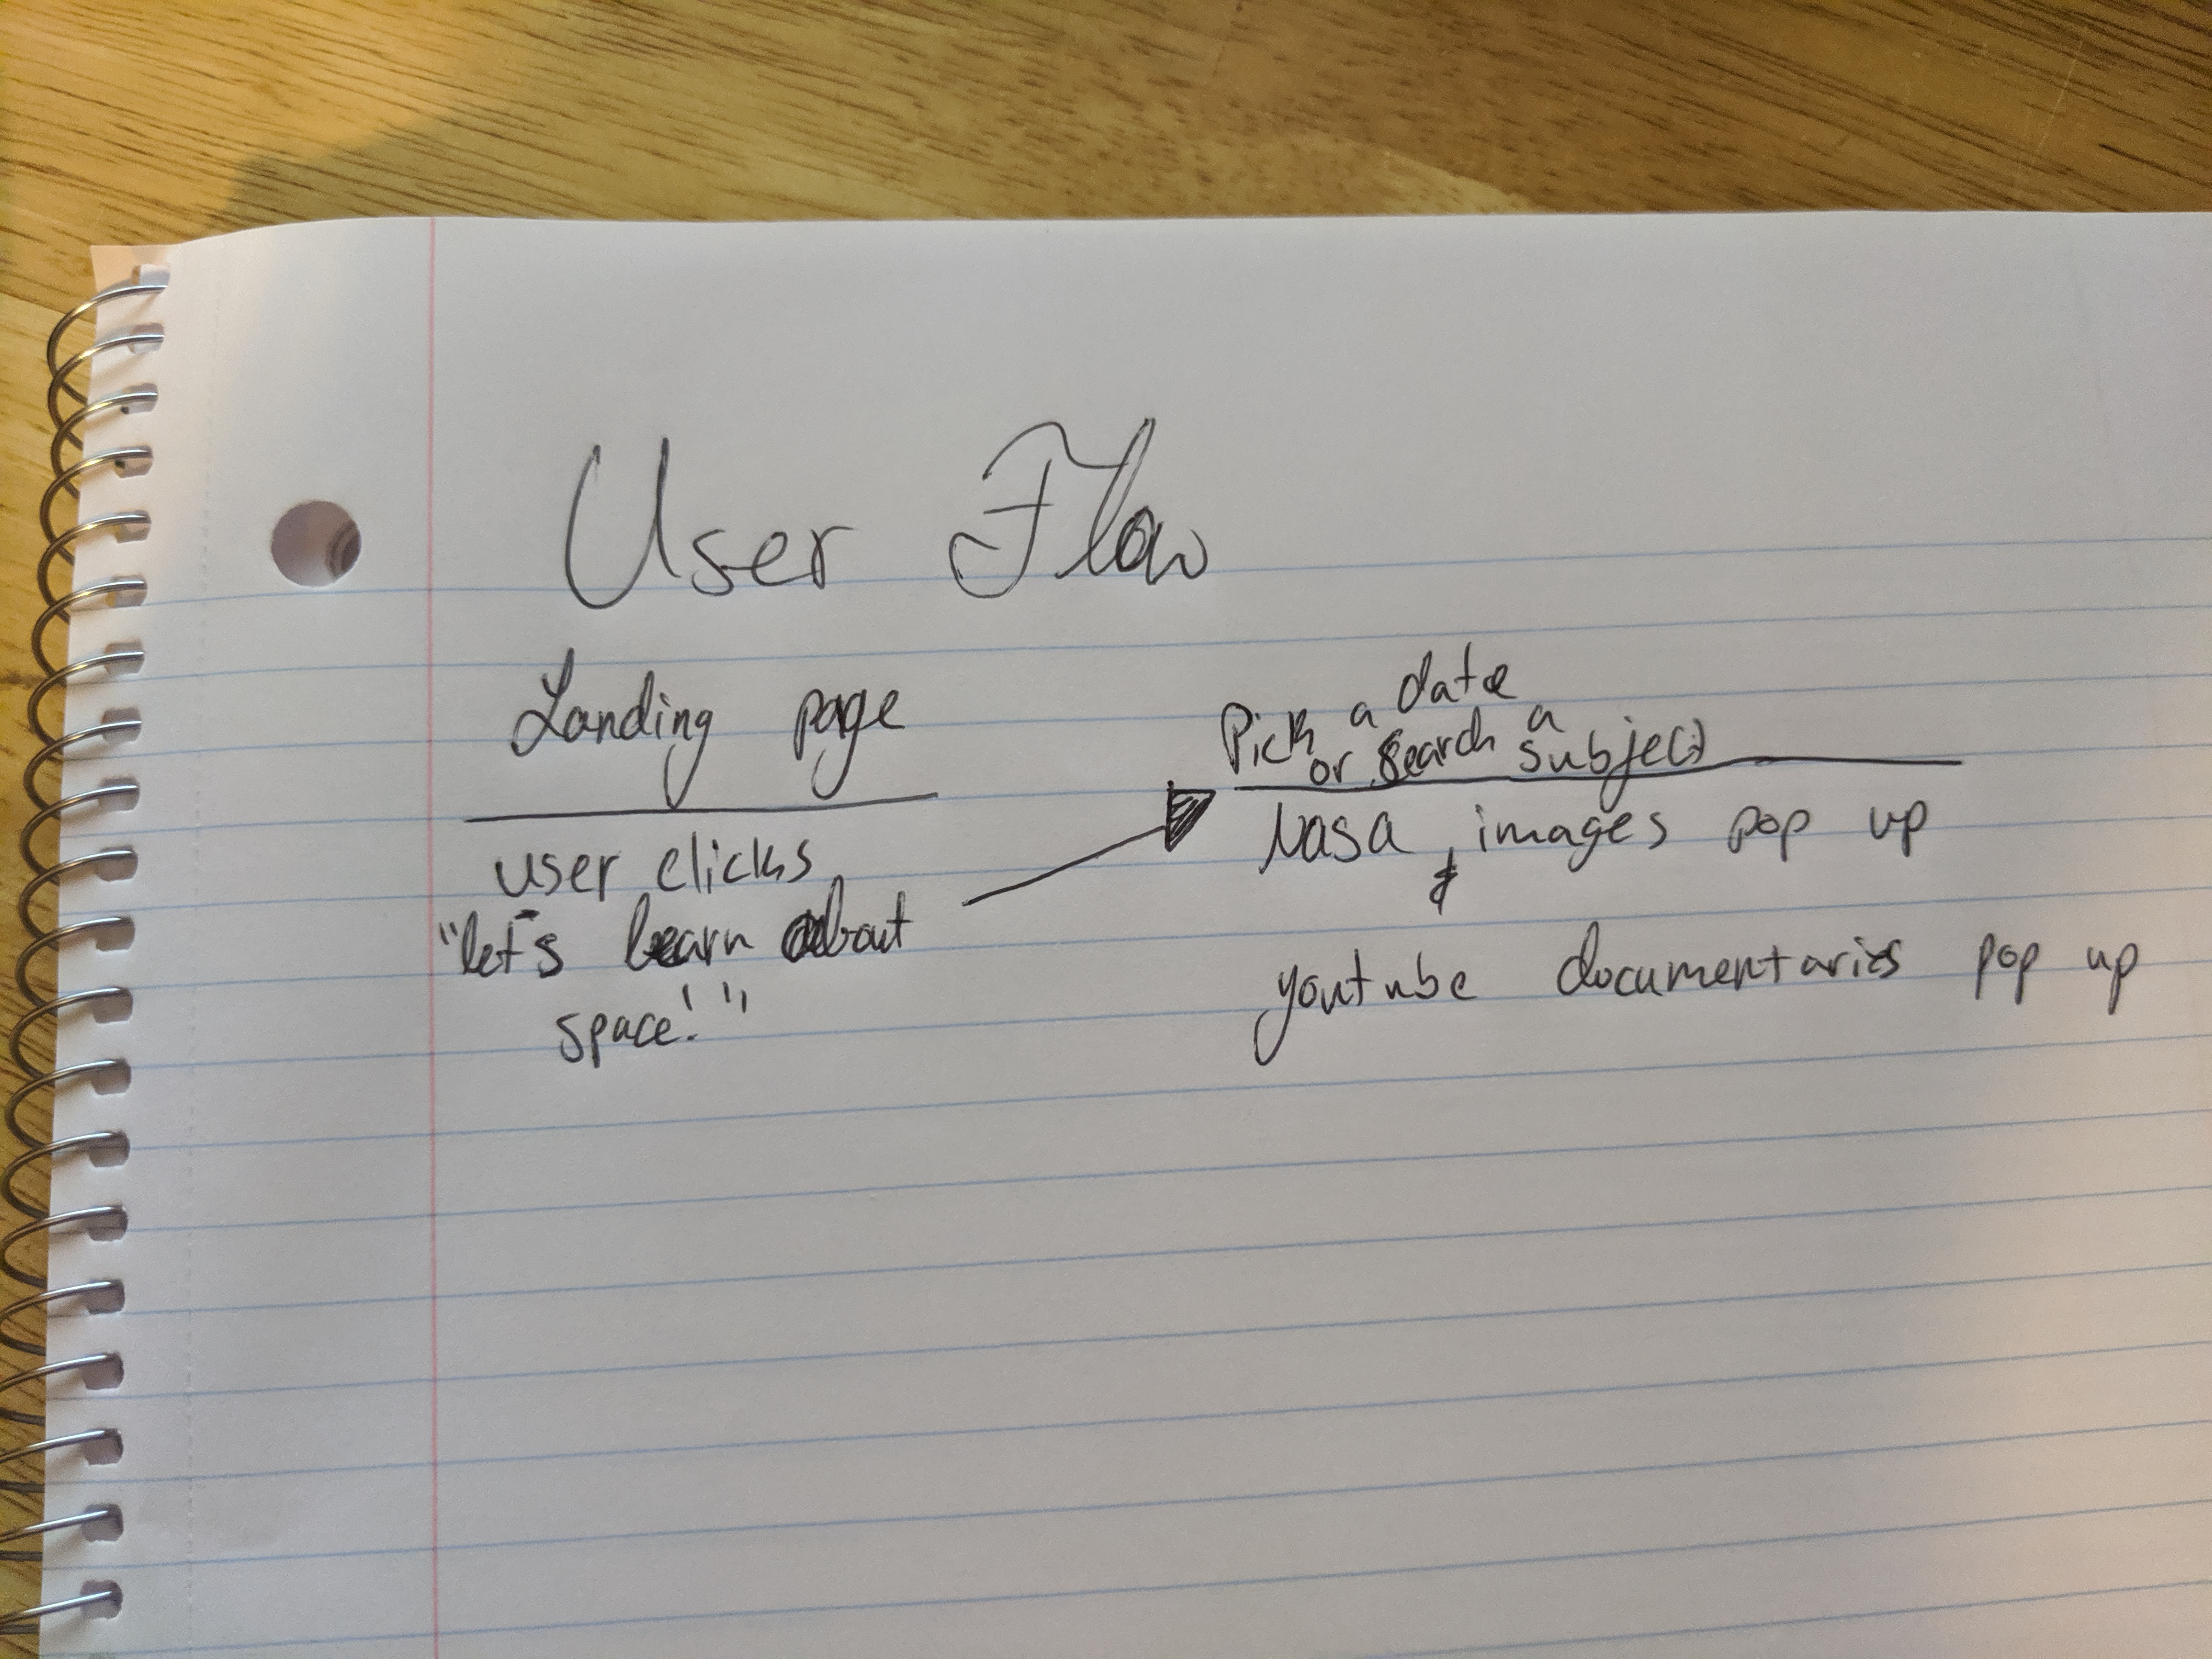 User Flow
Landing page
user clicks
"let's learn about
space!"
Pick a date
or search a subject
Nasa images pop up
&
youtube documentaries pop up